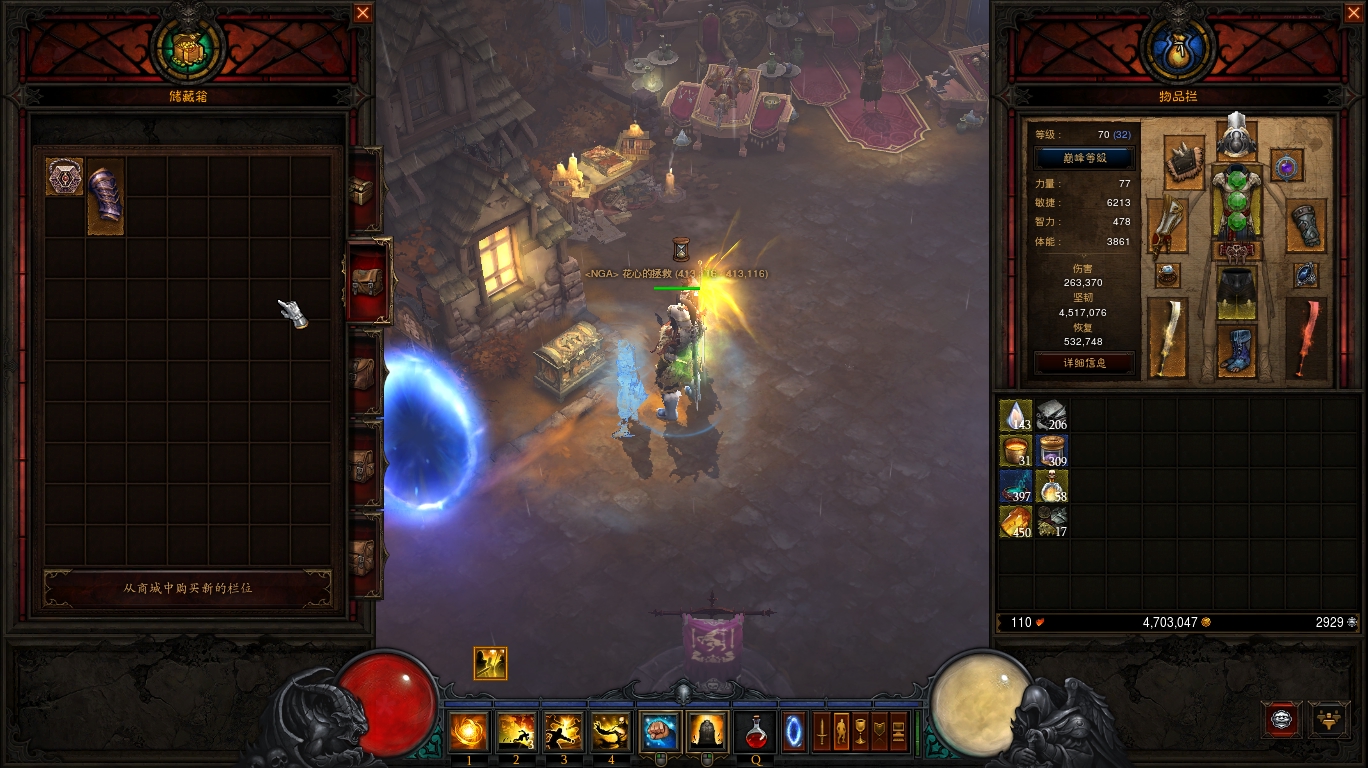 储藏箱
从商城中购买新的栏位
<NGA> 花心的拯救 (413,116 - 413,116)
1
2
3
4
Q
物品栏
等级： 70 (32)
巅峰等级
力量： 77
敏捷： 6213
智力： 478
体能： 3861
伤害
263,370
坚韧
4,517,076
恢复
532,748
详细信息
143 206
31 309
397 58
450 17
110 4,703,047 2929